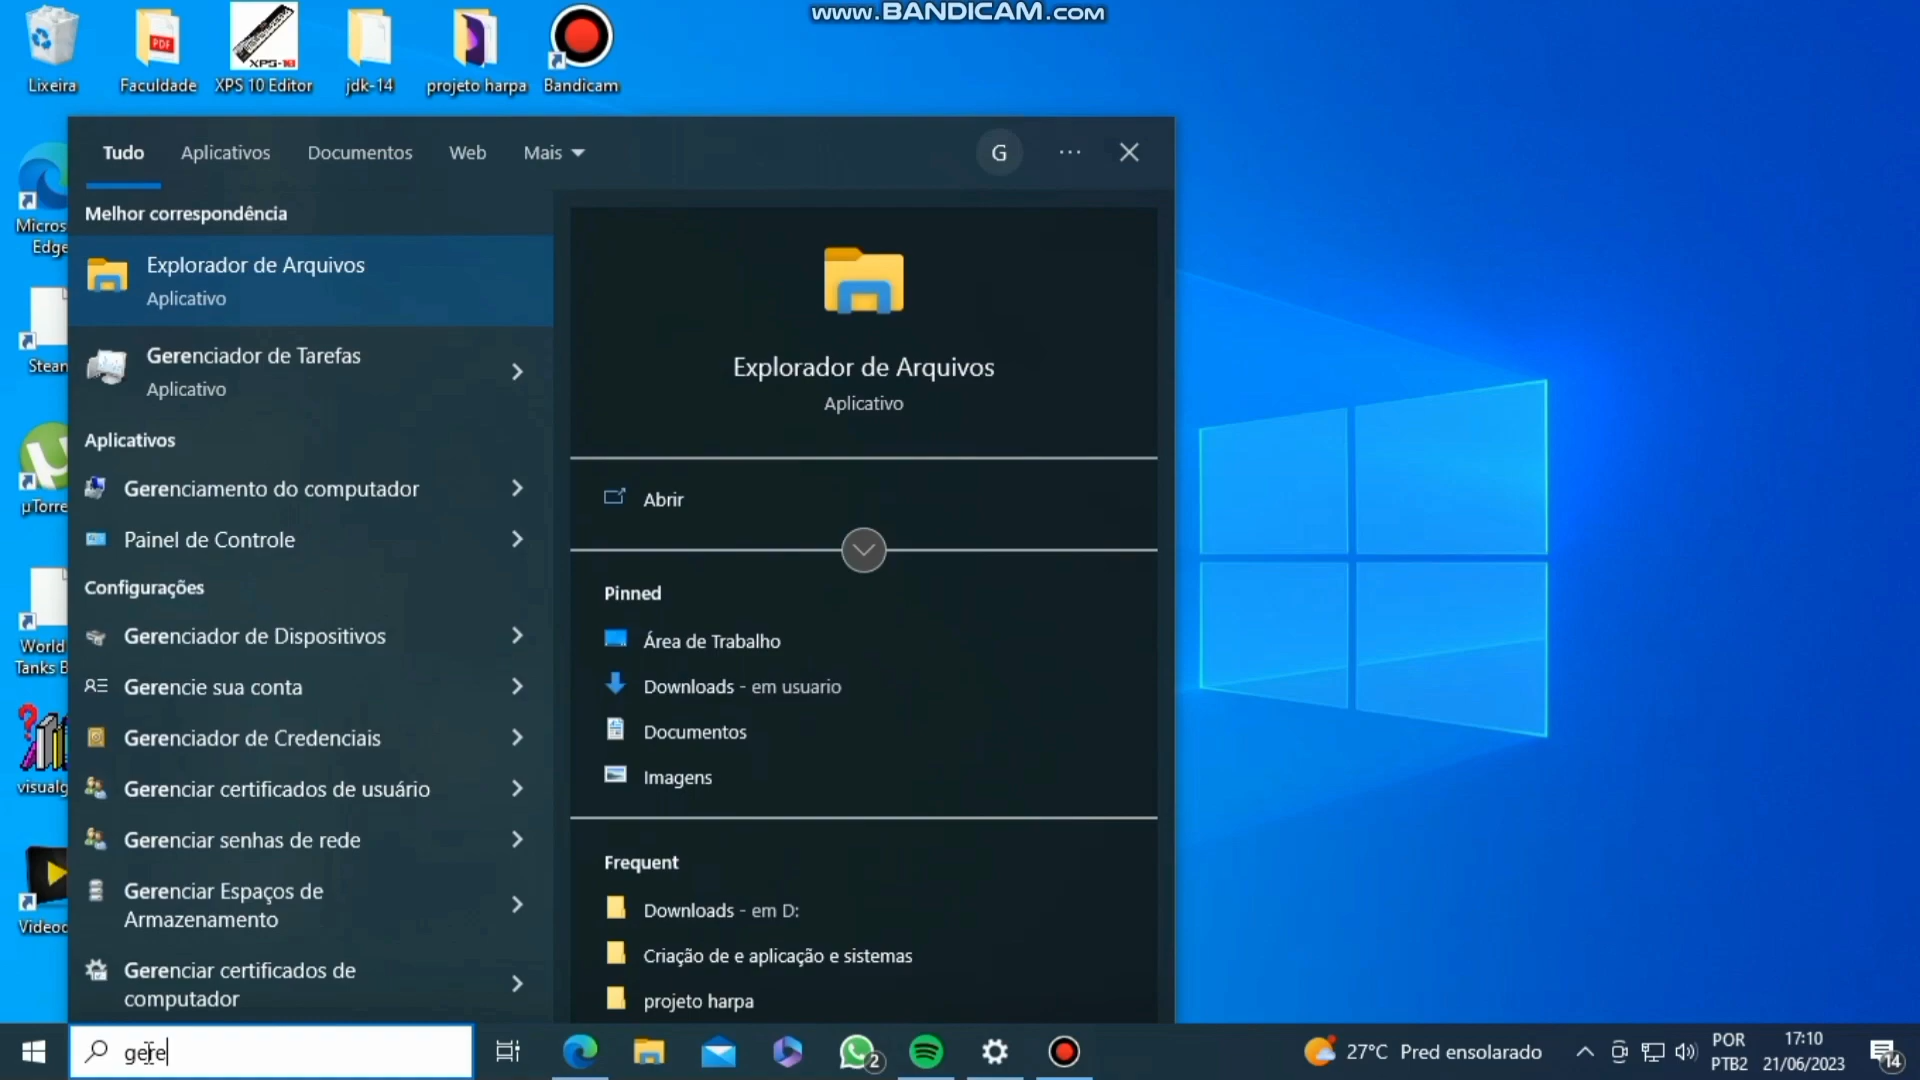 www.BANDICAM.com
Lixeira
Faculdade
XPS 10 Editor
jdk-14
projeto harpa
Bandicam
PDF
XPS-10
Tudo
Aplicativos
Documentos
Web
Mais
G
Micros
Edge
Melhor correspondência
Explorador de Arquivos
Aplicativo
Gerenciador de Tarefas
Aplicativo
Aplicativos
Gerenciamento do computador
Painel de Controle
Configurações
Gerenciador de Dispositivos
Gerencie sua conta
Gerenciador de Credenciais
Gerenciar certificados de usuário
Gerenciar senhas de rede
Gerenciar Espaços de
Armazenamento
Gerenciar certificados de
computador
Steam
µTorre
World
Tanks B
visualg
Videoc
Explorador de Arquivos
Aplicativo
Abrir
Pinned
Área de Trabalho
Downloads - em usuario
Documentos
Imagens
Frequent
Downloads - em D:
Criação de e aplicação e sistemas
projeto harpa
gere
2
27°C Pred ensolarado
POR
PTB2
17:10
21/06/2023
14